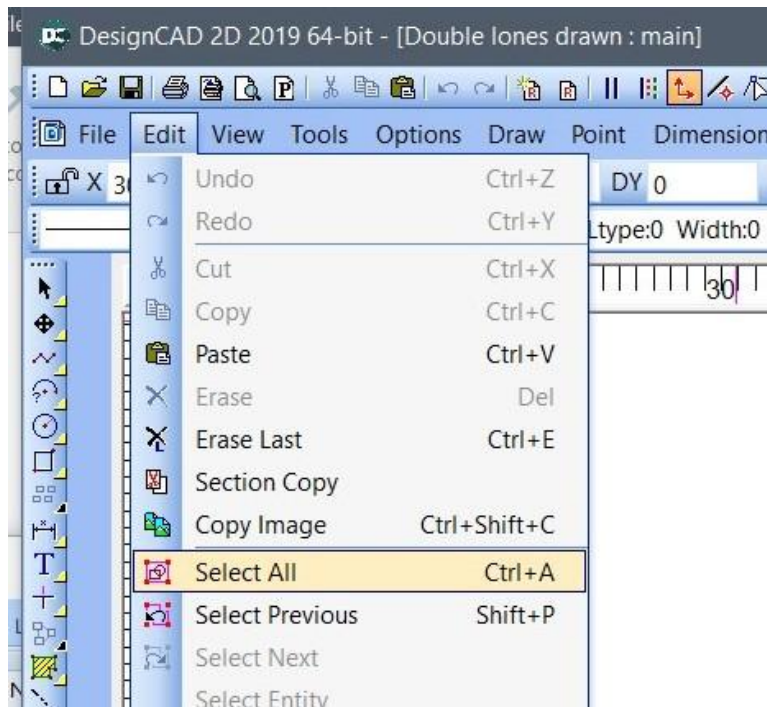 DesignCAD 2D 2019 64-bit - [Double lones drawn : main]
File Edit View Tools Options Draw Point Dimension
X DY 0
Ltype:0 Width:0
30
Undo Ctrl+Z
Redo Ctrl+Y
Cut Ctrl+X
Copy Ctrl+C
Paste Ctrl+V
Erase Del
Erase Last Ctrl+E
Section Copy
Copy Image Ctrl+Shift+C
Select All Ctrl+A
Select Previous Shift+P
Select Next
Select Entity